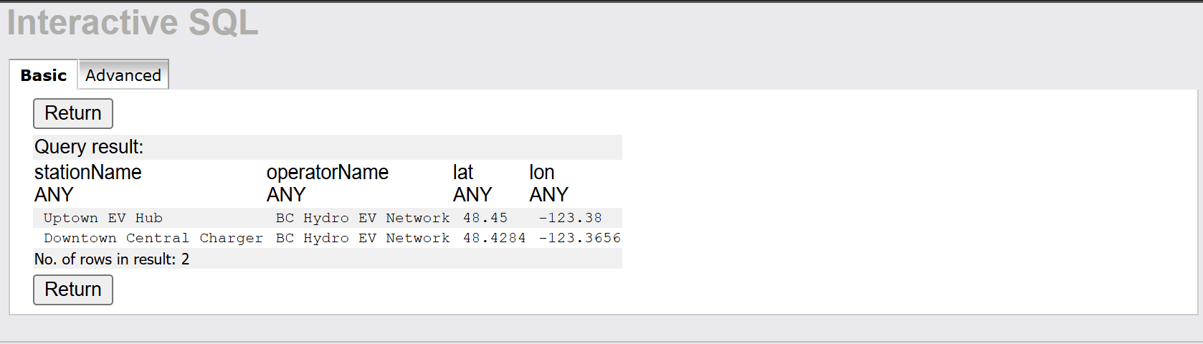 Interactive SQL
Basic Advanced
Return
Query result:
stationName operatorName lat lon
ANY ANY ANY ANY
Uptown EV Hub BC Hydro EV Network 48.45 -123.38
Downtown Central Charger BC Hydro EV Network 48.4284 -123.3656
No. of rows in result: 2
Return